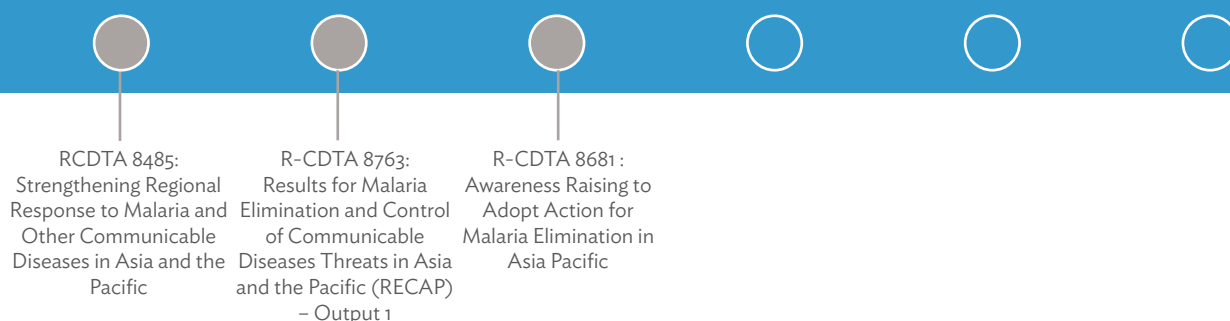 RCDTA 8485:
Strengthening Regional
Response to Malaria and
Other Communicable
Diseases in Asia and the
Pacific
R-CDTA 8763:
Results for Malaria
Elimination and Control
of Communicable
Diseases Threats in Asia
and the Pacific (RECAP)
– Output 1
R-CDTA 8681 :
Awareness Raising to
Adopt Action for
Malaria Elimination in
Asia Pacific